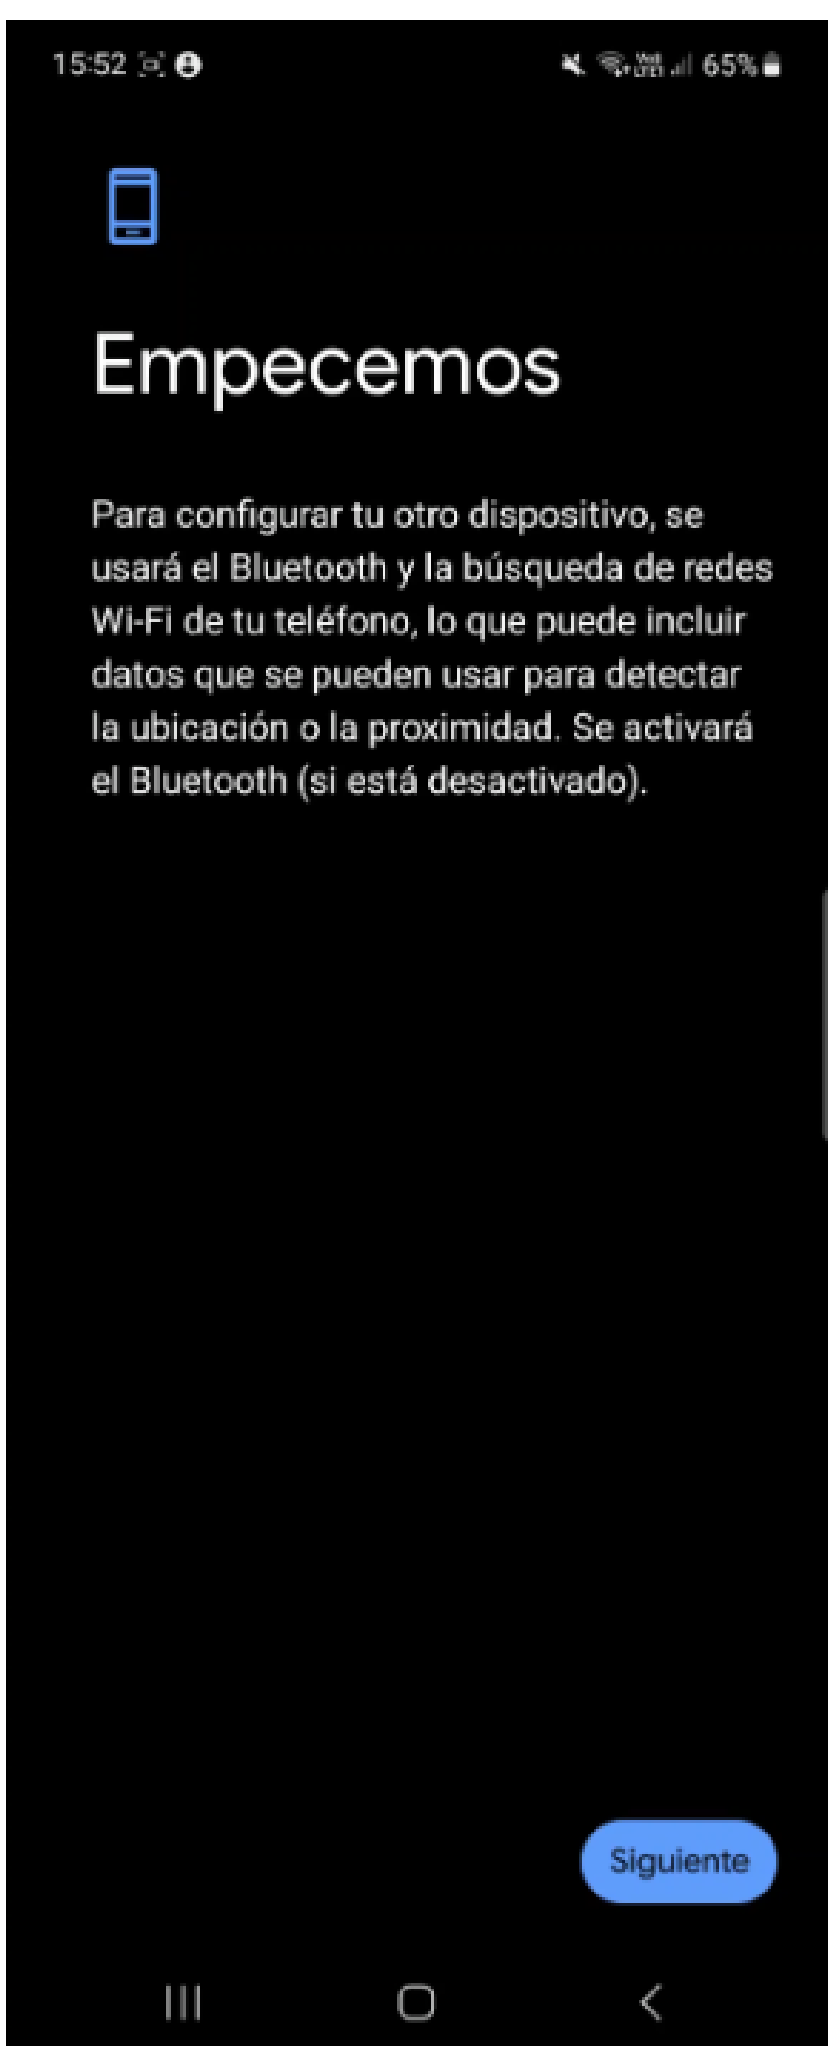 15:52
65%
Empecemos
Para configurar tu otro dispositivo, se
usará el Bluetooth y la búsqueda de redes
Wi-Fi de tu teléfono, lo que puede incluir
datos que se pueden usar para detectar
la ubicación o la proximidad. Se activará
el Bluetooth (si está desactivado).
Siguiente